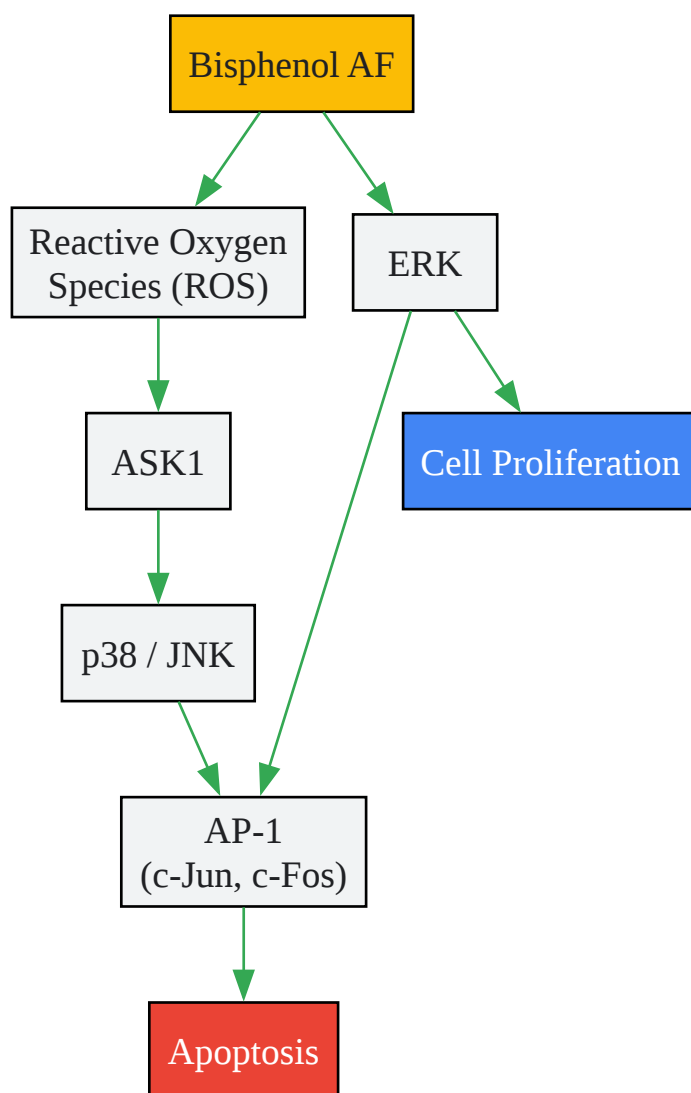 Bisphenol AF
Reactive Oxygen
Species (ROS)
ERK
ASK1
Cell Proliferation
p38 / JNK
AP-1
(c-Jun, c-Fos)
Apoptosis